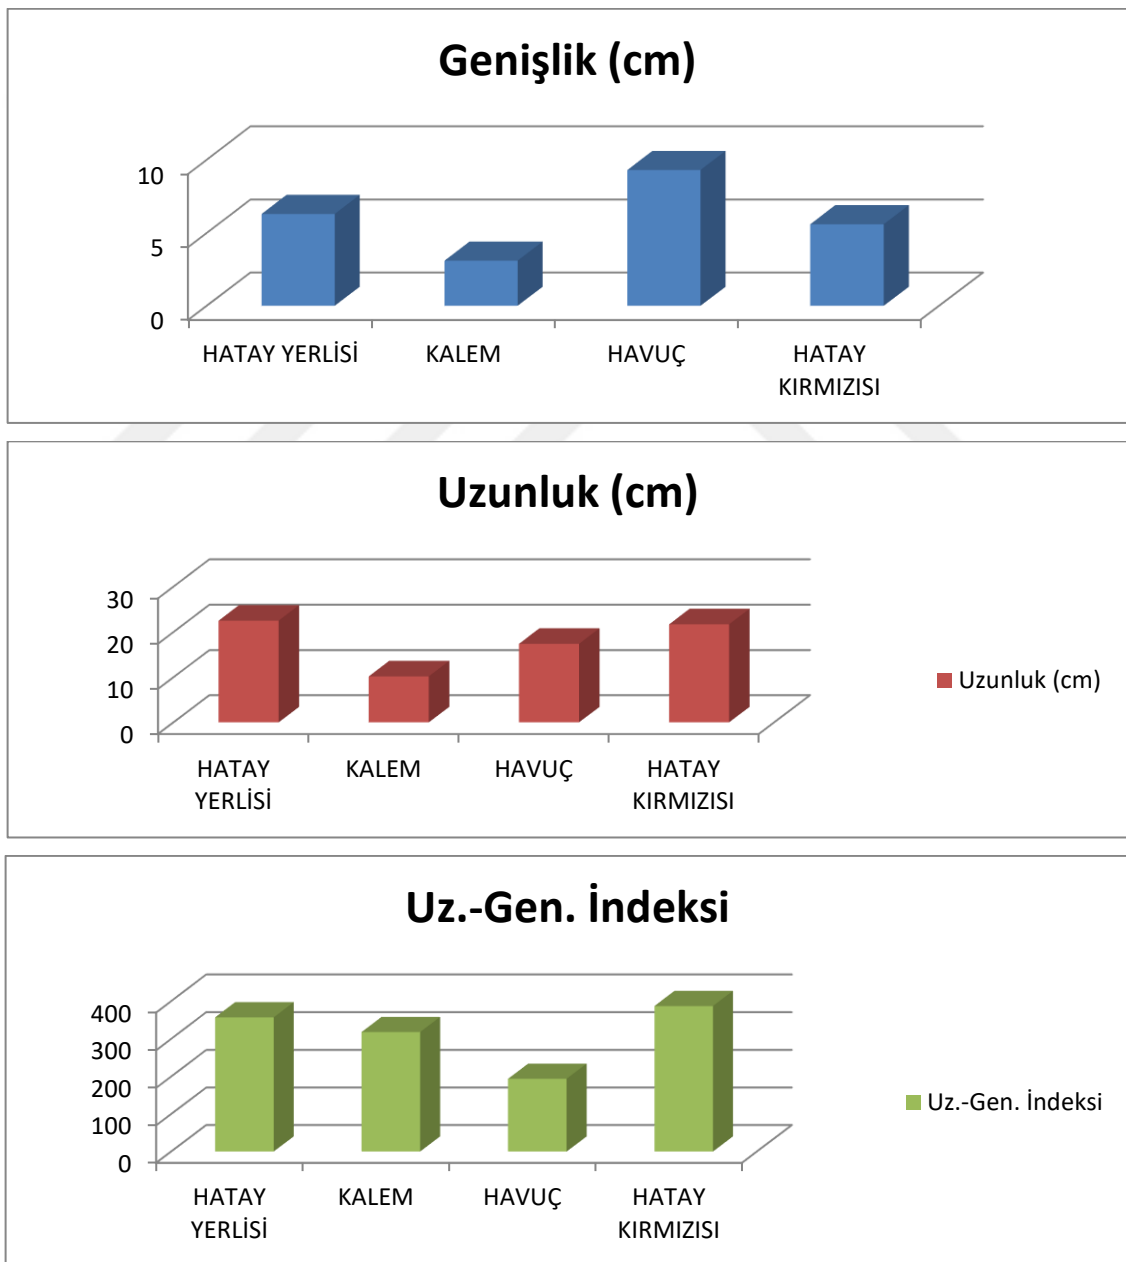 Genişlik (cm)
10
5
0
HATAY YERLİSİ KALEM HAVUÇ HATAY
KIRMIZISI
Uzunluk (cm)
30
20
10
0
HATAY KALEM HAVUÇ HATAY
YERLİSİ KIRMIZISI
Uzunluk (cm)
Uz.-Gen. İndeksi
400
300
200
100
0
HATAY KALEM HAVUÇ HATAY
YERLİSİ KIRMIZISI
Uz.-Gen. İndeksi